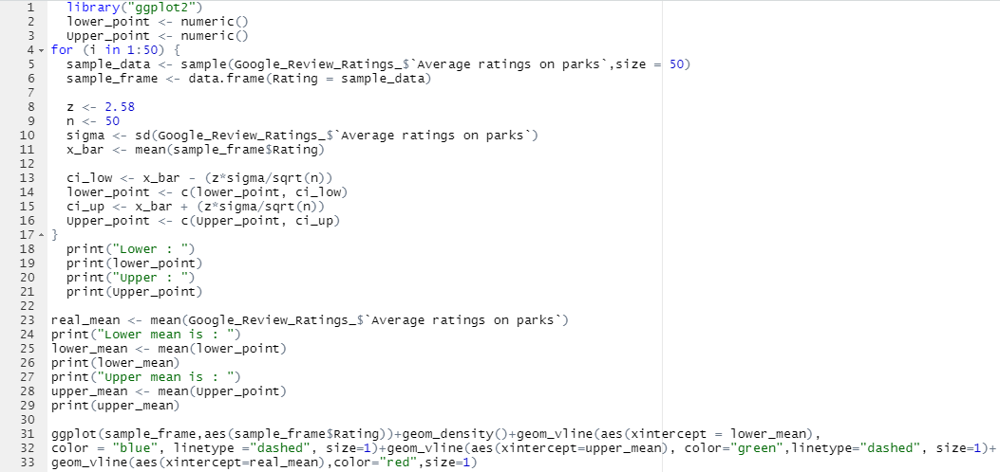 1 library("ggplot2")
2 lower_point <- numeric()
3 Upper_point <- numeric()
4 for (i in 1:50) {
5 sample_data <- sample(Google_Review_Ratings_$`Average ratings on parks`,size = 50)
6 sample_frame <- data.frame(Rating = sample_data)
7
8 z <- 2.58
9 n <- 50
10 sigma <- sd(Google_Review_Ratings_$`Average ratings on parks`)
11 x_bar <- mean(sample_frame$Rating)
12
13 ci_low <- x_bar - (z*sigma/sqrt(n))
14 lower_point <- c(lower_point, ci_low)
15 ci_up <- x_bar + (z*sigma/sqrt(n))
16 Upper_point <- c(Upper_point, ci_up)
17 }
18 print("Lower : ")
19 print(lower_point)
20 print("Upper : ")
21 print(Upper_point)
22
23 real_mean <- mean(Google_Review_Ratings_$`Average ratings on parks`)
24 print("Lower mean is : ")
25 lower_mean <- mean(lower_point)
26 print(lower_mean)
27 print("Upper mean is : ")
28 upper_mean <- mean(Upper_point)
29 print(upper_mean)
30
31 ggplot(sample_frame,aes(sample_frame$Rating))+geom_density()+geom_vline(aes(xintercept = lower_mean),
32 color = "blue", linetype ="dashed", size=1)+geom_vline(aes(xintercept=upper_mean), color="green",linetype="dashed", size=1)+
33 geom_vline(aes(xintercept=real_mean),color="red",size=1)